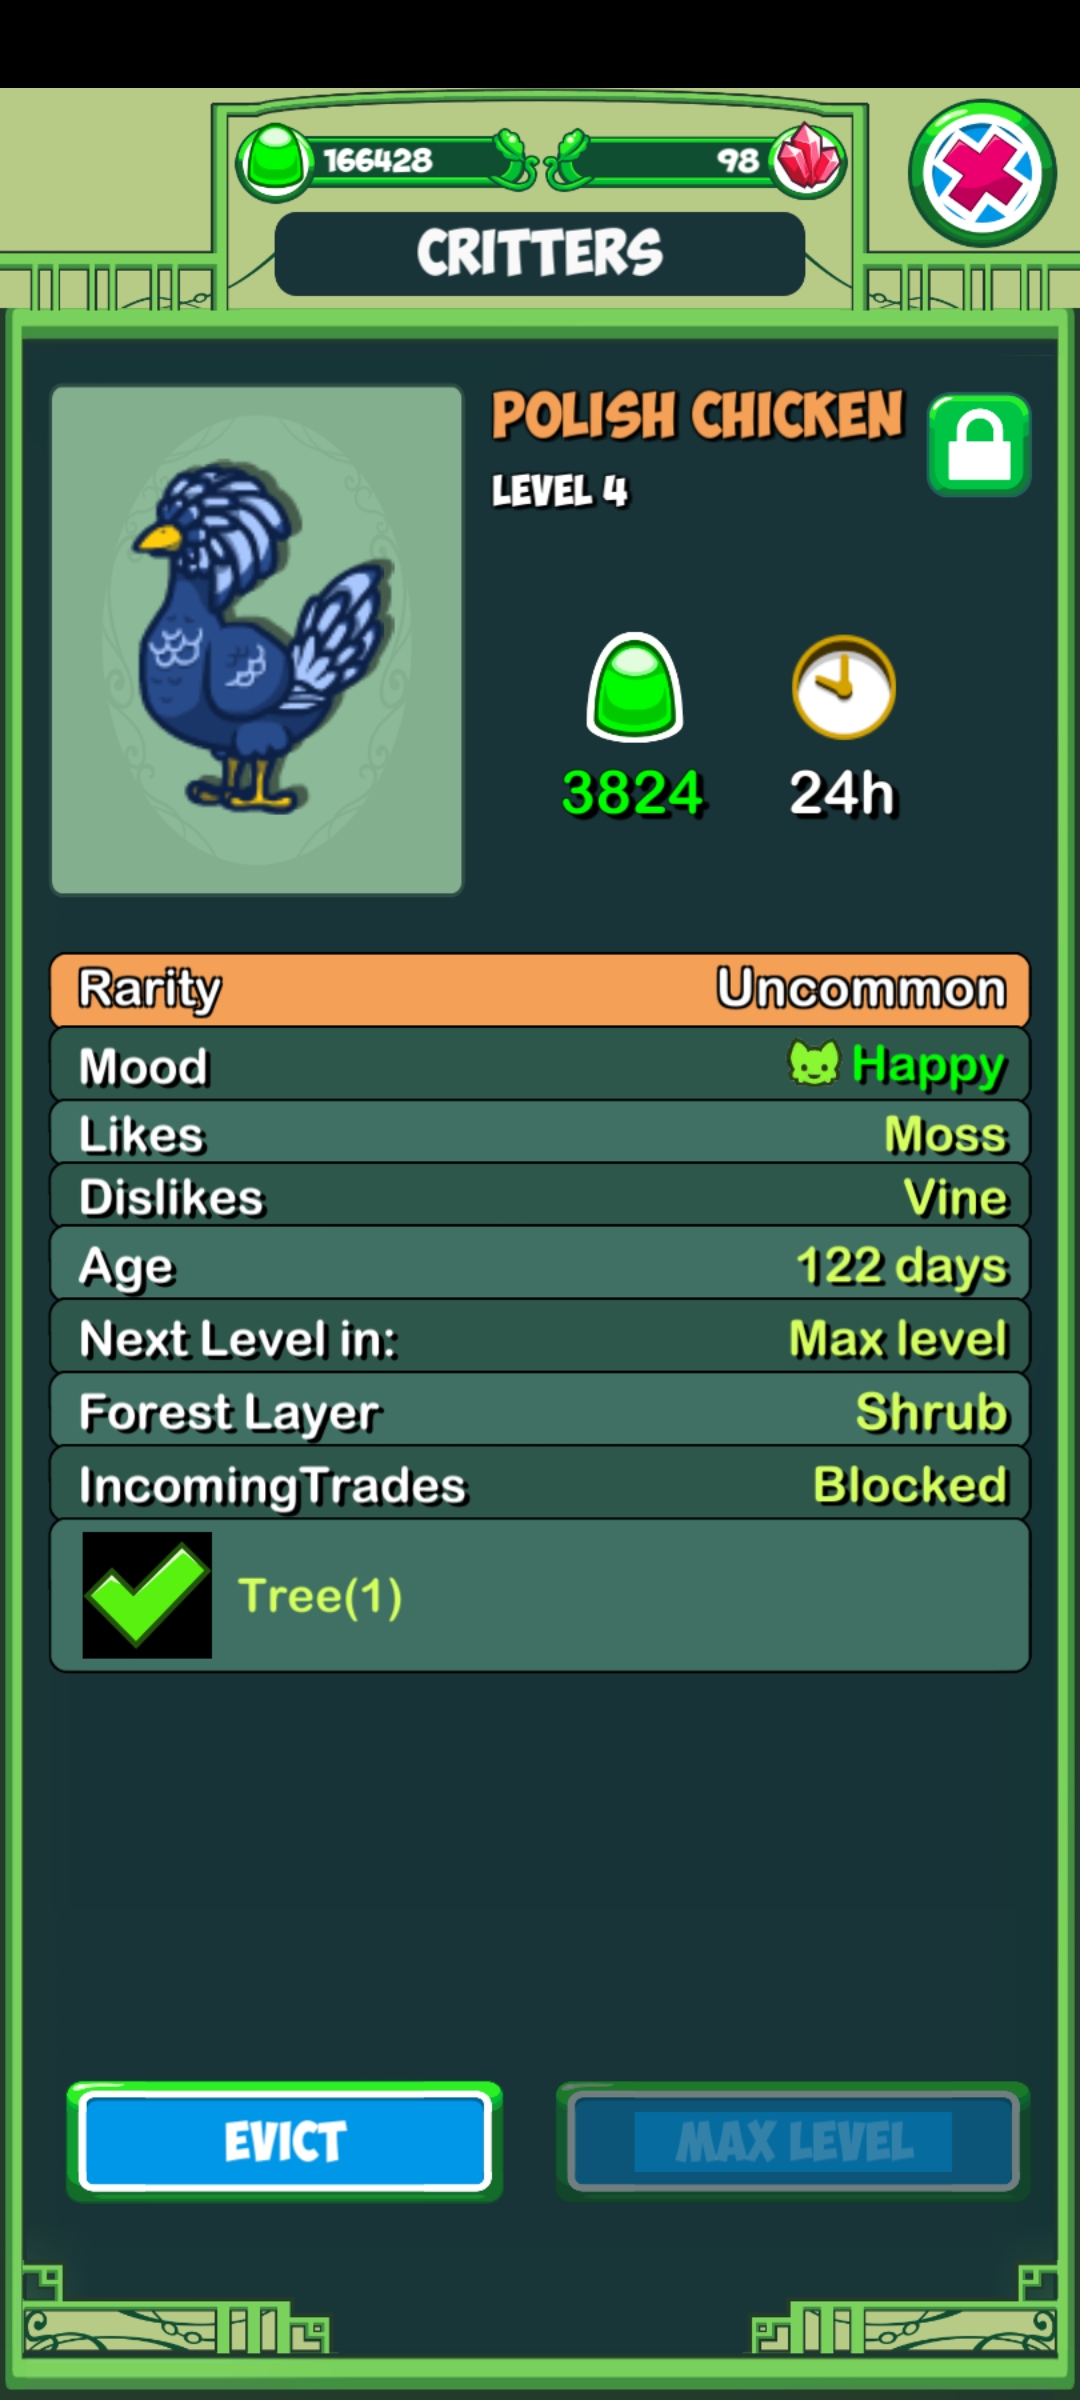 166428
98
CRITTERS
POLISH CHICKEN
LEVEL 4
3824
24h
Rarity Uncommon
Mood Happy
Likes Moss
Dislikes Vine
Age 122 days
Next Level in: Max level
Forest Layer Shrub
IncomingTrades Blocked
Tree(1)
EVICT
MAX LEVEL